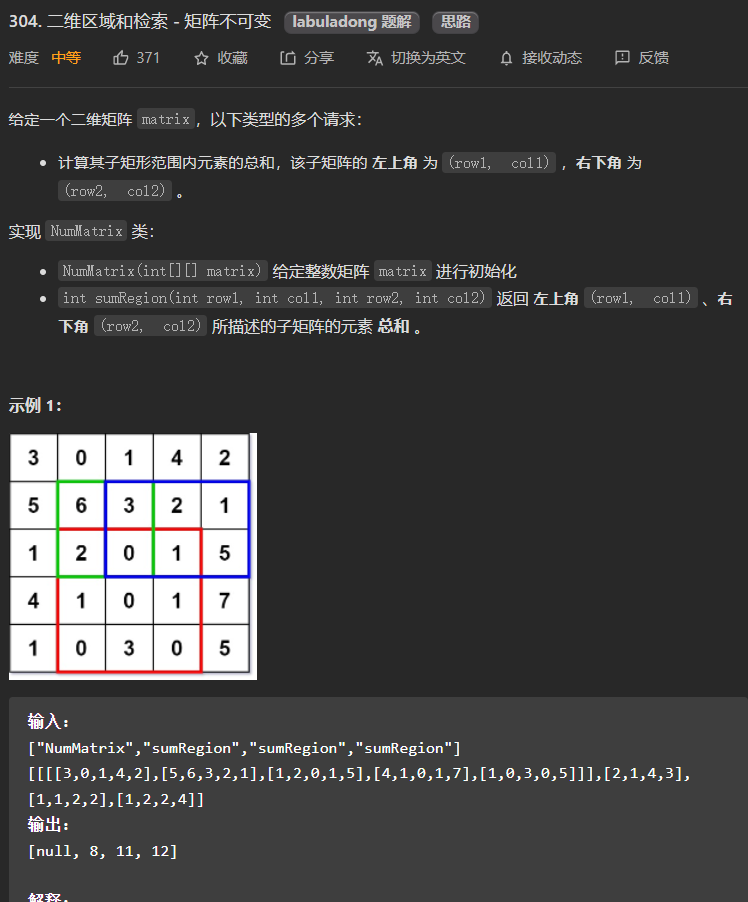 304. 二维区域和检索 - 矩阵不可变 labuladong 题解 思路
难度 中等 371 收藏 分享 切换为英文 接收动态 反馈
给定一个二维矩阵 matrix，以下类型的多个请求：
计算其子矩形范围内元素的总和，该子矩阵的 左上角 为 (row1, col1) ，右下角 为
(row2, col2) 。
实现 NumMatrix 类：
NumMatrix(int[][] matrix) 给定整数矩阵 matrix 进行初始化
int sumRegion(int row1, int col1, int row2, int col2) 返回 左上角 (row1, col1) 、右
下角 (row2, col2) 所描述的子矩阵的元素 总和 。
示例 1：
3 0 1 4 2
5 6 3 2 1
1 2 0 1 5
4 1 0 1 7
1 0 3 0 5
输入：
["NumMatrix","sumRegion","sumRegion","sumRegion"]
[[[[3,0,1,4,2],[5,6,3,2,1],[1,2,0,1,5],[4,1,0,1,7],[1,0,3,0,5]]],[2,1,4,3],
[1,1,2,2],[1,2,2,4]]
输出：
[null, 8, 11, 12]
解释：